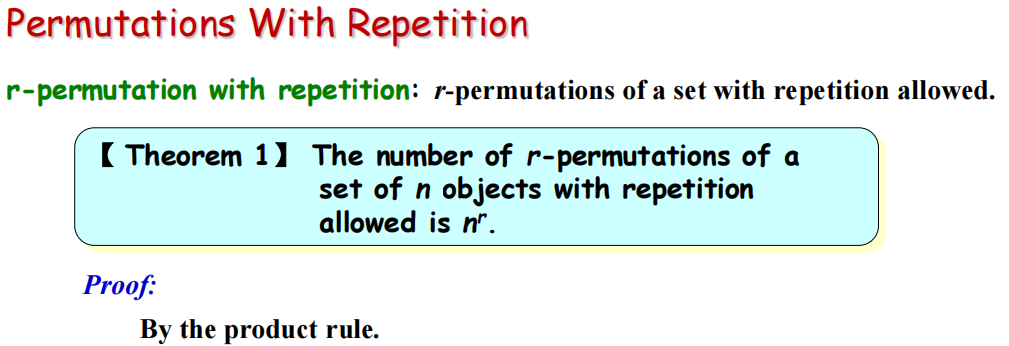 Permutations With Repetition
r-permutation with repetition: r-permutations of a set with repetition allowed.
【 Theorem 1】 The number of r-permutations of a
set of n objects with repetition
allowed is nʳ.
Proof:
By the product rule.